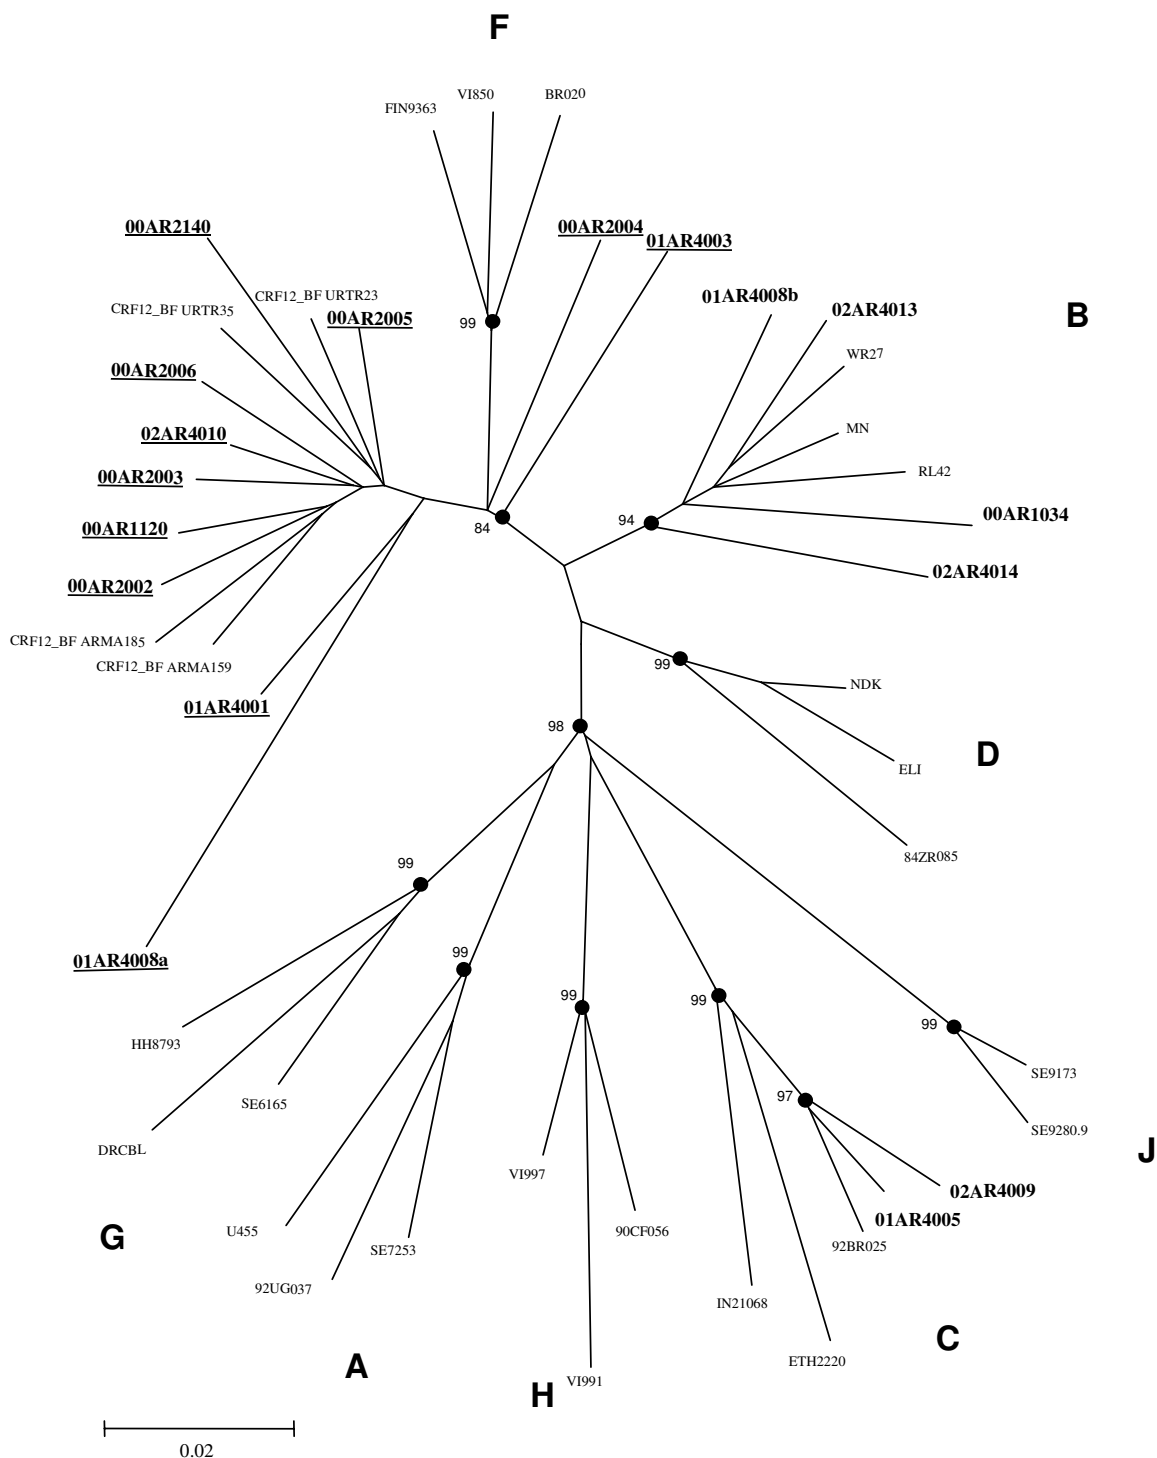 F
VI850
BR020
FIN9363
00AR2140
00AR2004
01AR4003
CRF12_BF URTR23
01AR4008b
CRF12_BF URTR35
02AR4013
B
00AR2005
99
WR27
00AR2006
MN
02AR4010
RL42
00AR2003
00AR1034
94
00AR1120
84
02AR4014
00AR2002
CRF12_BF ARMA185
CRF12_BF ARMA159
99
NDK
01AR4001
98
D
ELI
84ZR085
99
99
01AR4008a
99
99
99
HH8793
SE9173
97
SE6165
SE9280.9
DRCBL
J
VI997
02AR4009
01AR4005
U455
90CF056
G
SE7253
92BR025
92UG037
IN21068
C
ETH2220
A
VI991
H
0.02